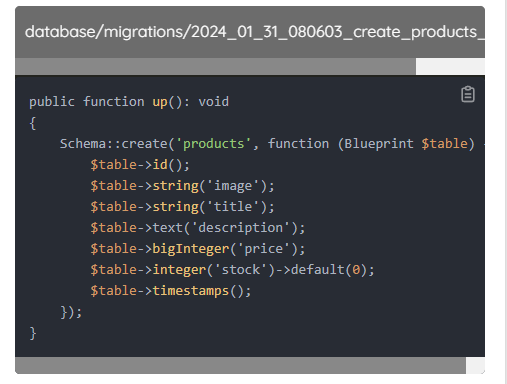 database/migrations/2024_01_31_080603_create_products_
public function up(): void
{
    Schema::create('products', function (Blueprint $table)
        $table->id();
        $table->string('image');
        $table->string('title');
        $table->text('description');
        $table->bigInteger('price');
        $table->integer('stock')->default(0);
        $table->timestamps();
    });
}